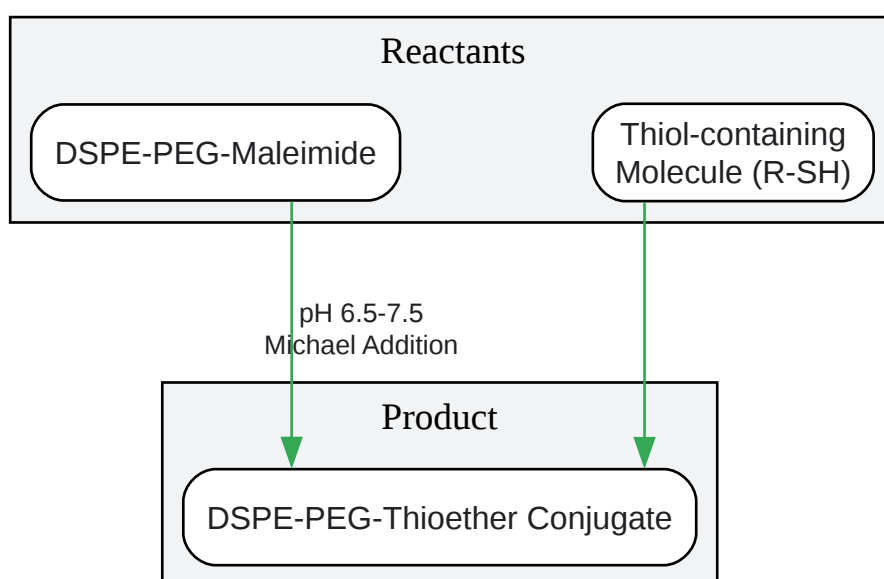 Reactants
DSPE-PEG-Maleimide
Thiol-containing
Molecule (R-SH)
pH 6.5-7.5
Michael Addition
Product
DSPE-PEG-Thioether Conjugate